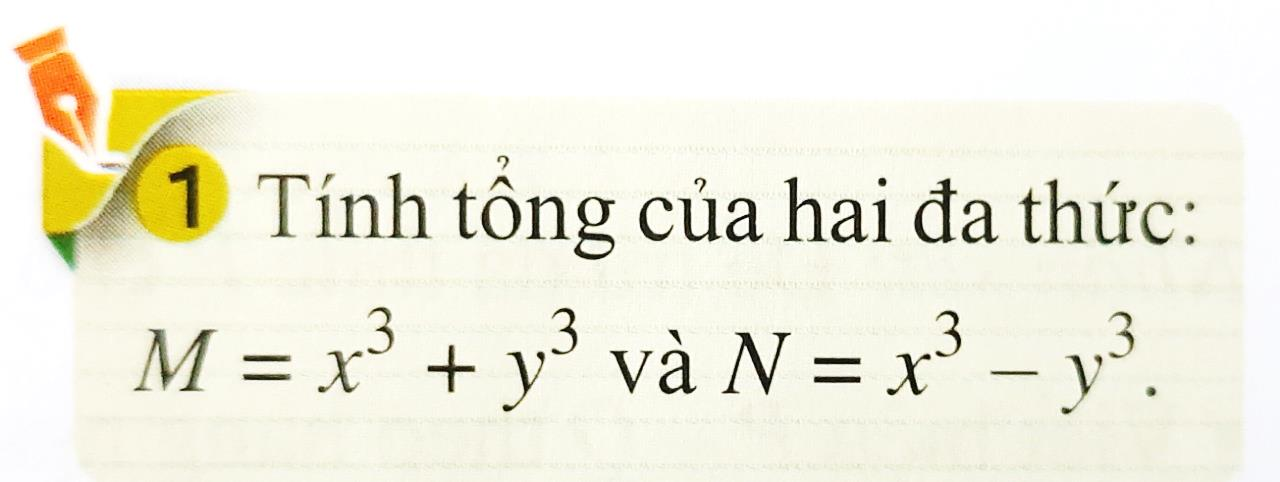 1 Tính tổng của hai đa thức:
M = x³ + y³ và N = x³ − y³.